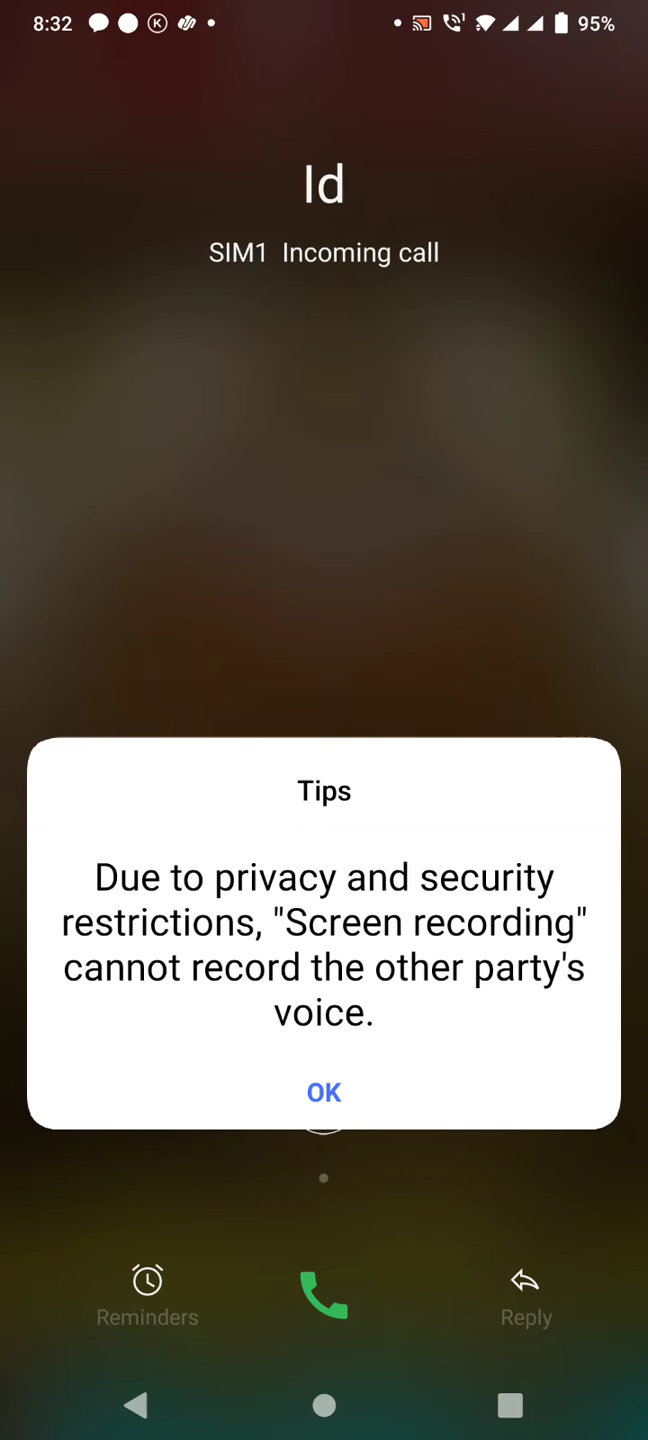 8:32
95%
Id
SIM1 Incoming call
Tips
Due to privacy and security
restrictions, "Screen recording"
cannot record the other party's
voice.
OK
Reminders
Reply